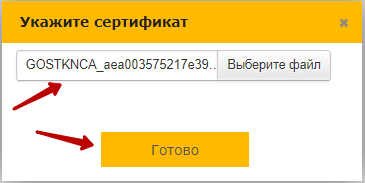 Укажите сертификат
GOSTKNCA_aea003575217e39... Выберите файл
Готово